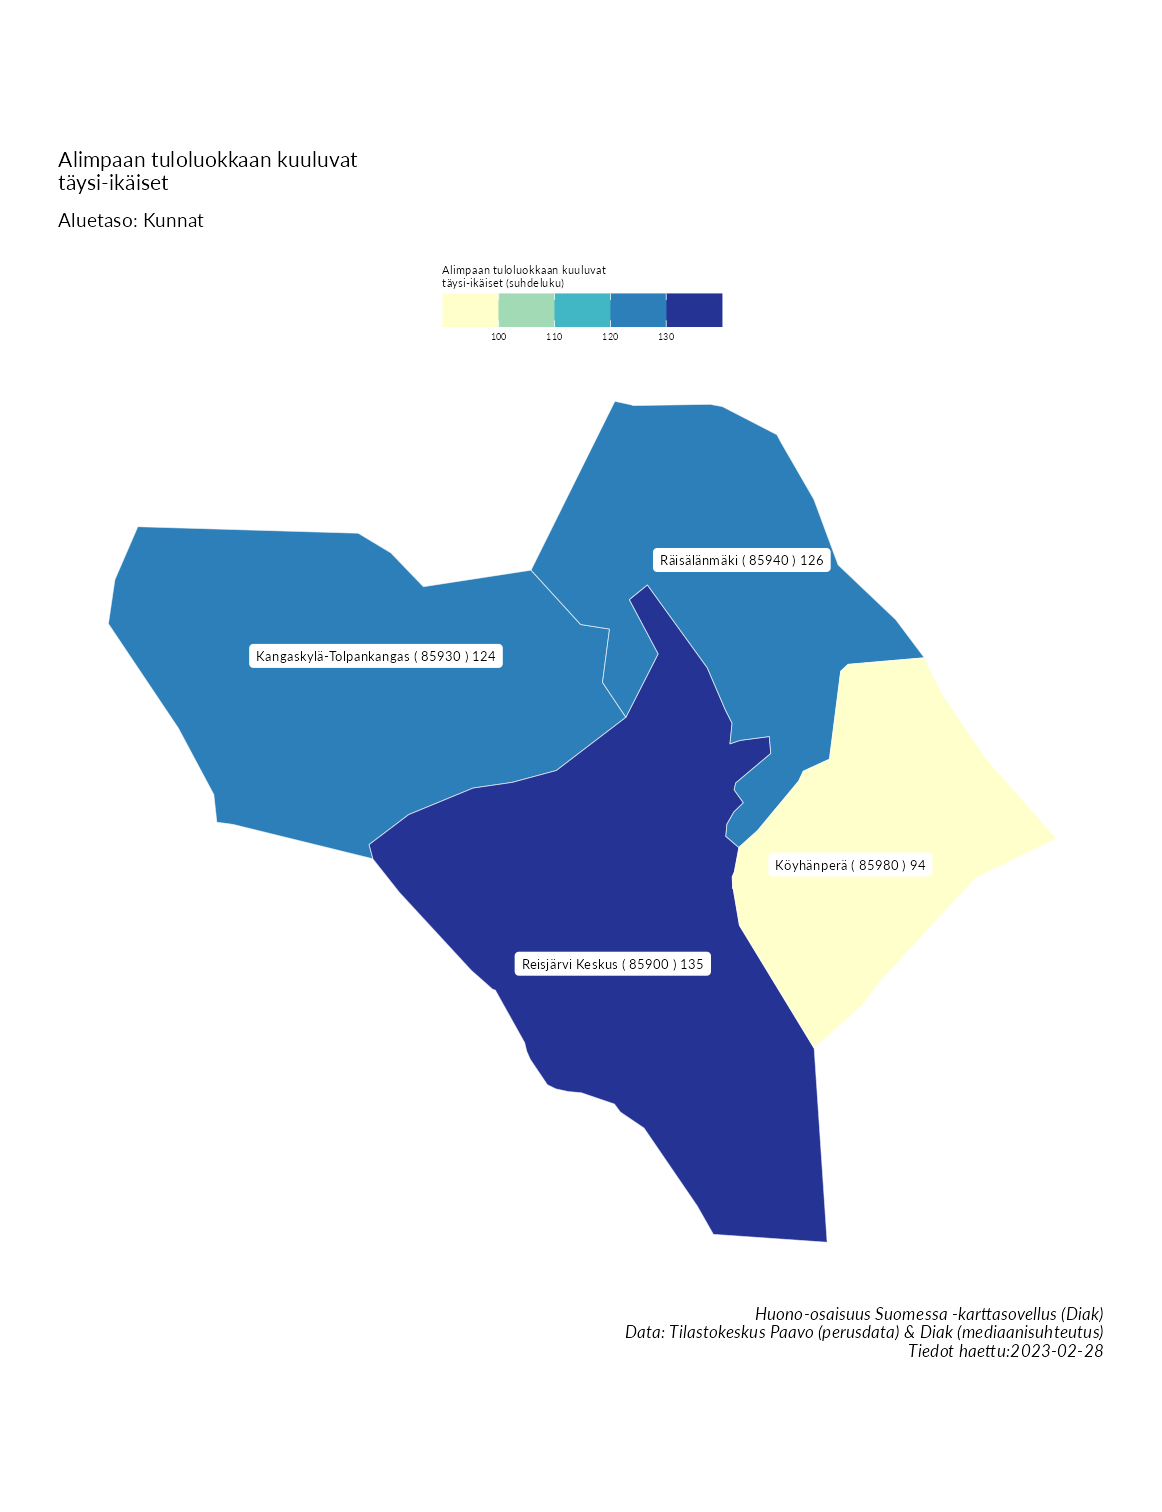 Alimpaan tuloluokkaan kuuluvat
täysi-ikäiset
Aluetaso: Kunnat
Alimpaan tuloluokkaan kuuluvat
täysi-ikäiset (suhdeluku)
100 110 120 130
Räisälänmäki ( 85940 ) 126
Kangaskylä-Tolpankangas ( 85930 ) 124
Köyhänperä ( 85980 ) 94
Reisjärvi Keskus ( 85900 ) 135
Huono-osaisuus Suomessa -karttasovellus (Diak)
Data: Tilastokeskus Paavo (perusdata) & Diak (mediaanisuhteutus)
Tiedot haettu:2023-02-28